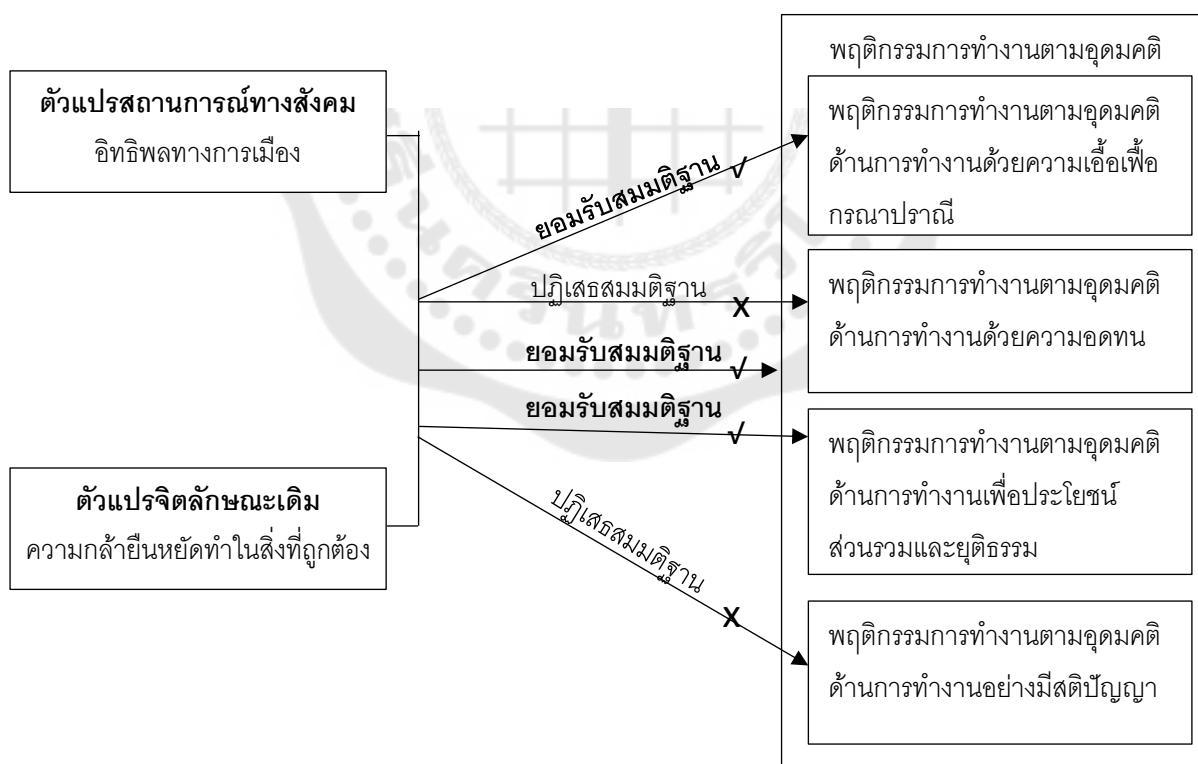 พฤติกรรมการทำงานตามอุดมคติ
ตัวแปรสถานการณ์ทางสังคม
อิทธิพลทางการเมือง
พฤติกรรมการทำงานตามอุดมคติ
ด้านการทำงานด้วยความเอื้อเฟื้อ
กรุณาปราณี
ยอมรับสมมติฐาน √
ปฏิเสธสมมติฐาน X
พฤติกรรมการทำงานตามอุดมคติ
ด้านการทำงานด้วยความอดทน
ยอมรับสมมติฐาน √
ยอมรับสมมติฐาน √
พฤติกรรมการทำงานตามอุดมคติ
ด้านการทำงานเพื่อประโยชน์
ส่วนรวมและยุติธรรม
ตัวแปรจิตลักษณะเดิม
ความกล้ายืนหยัดทำในสิ่งที่ถูกต้อง
ปฏิเสธสมมติฐาน X
พฤติกรรมการทำงานตามอุดมคติ
ด้านการทำงานอย่างมีสติปัญญา